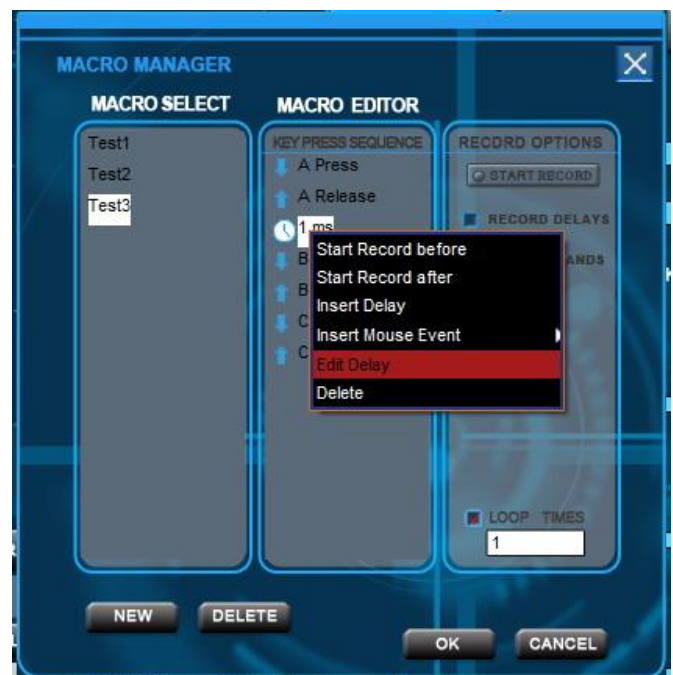 MACRO MANAGER
MACRO SELECT
MACRO EDITOR
Test1
Test2
Test3
KEY PRESS SEQUENCE
A Press
A Release
1 ms
B
B
C
C
Start Record before
Start Record after
Insert Delay
Insert Mouse Event
Edit Delay
Delete
RECORD OPTIONS
START RECORD
RECORD DELAYS
LOOP TIMES
1
NEW
DELETE
OK
CANCEL